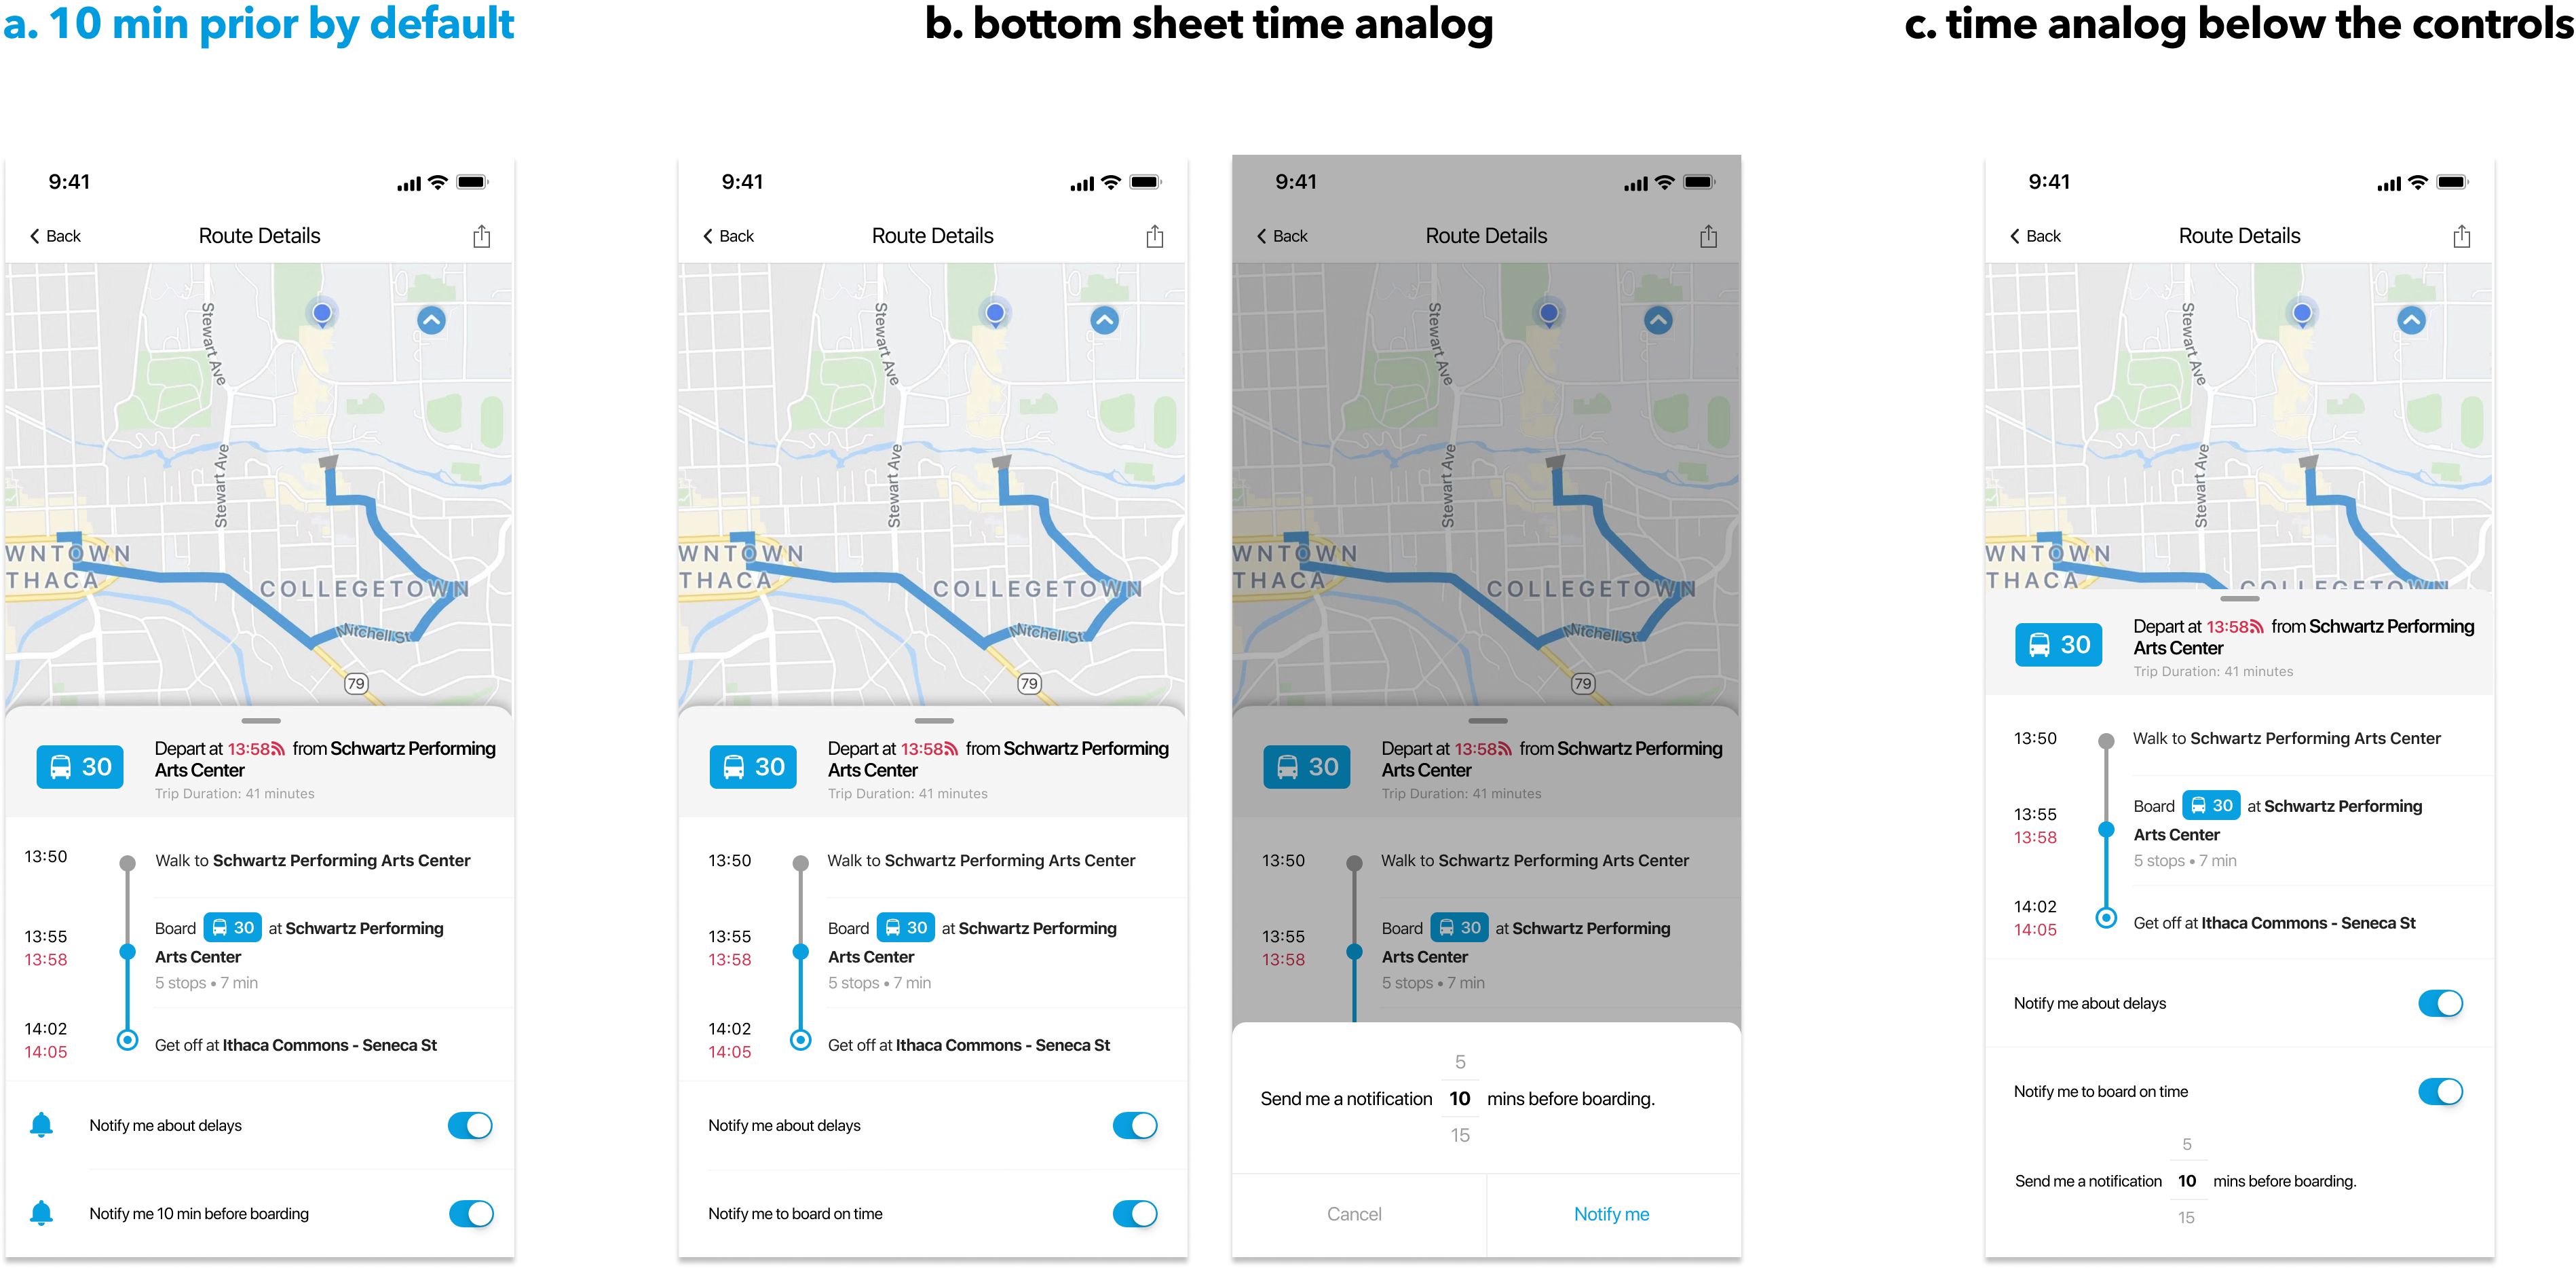 a. 10 min prior by default
b. bottom sheet time analog
c. time analog below the controls
9:41
Back
Route Details
Stewart Ave
Stewart Ave
WNTOWN
THACA
COLLEGETOWN
Mitchell St
79
30
Depart at 13:58 from Schwartz Performing
Arts Center
Trip Duration: 41 minutes
13:50
Walk to Schwartz Performing Arts Center
13:55
13:58
Board 30 at Schwartz Performing
Arts Center
5 stops • 7 min
14:02
14:05
Get off at Ithaca Commons - Seneca St
Notify me about delays
Notify me 10 min before boarding
9:41
Back
Route Details
Stewart Ave
Stewart Ave
WNTOWN
THACA
COLLEGETOWN
Mitchell St
79
30
Depart at 13:58 from Schwartz Performing
Arts Center
Trip Duration: 41 minutes
13:50
Walk to Schwartz Performing Arts Center
13:55
13:58
Board 30 at Schwartz Performing
Arts Center
5 stops • 7 min
14:02
14:05
Get off at Ithaca Commons - Seneca St
Notify me about delays
Notify me to board on time
9:41
Back
Route Details
Stewart Ave
Stewart Ave
WNTOWN
THACA
COLLEGETOWN
Mitchell St
79
30
Depart at 13:58 from Schwartz Performing
Arts Center
Trip Duration: 41 minutes
13:50
Walk to Schwartz Performing Arts Center
13:55
13:58
Board 30 at Schwartz Performing
Arts Center
5 stops • 7 min
5
Send me a notification 10 mins before boarding.
15
Cancel
Notify me
9:41
Back
Route Details
Stewart Ave
Stewart Ave
WNTOWN
THACA
COLLEGETOWN
30
Depart at 13:58 from Schwartz Performing
Arts Center
Trip Duration: 41 minutes
13:50
Walk to Schwartz Performing Arts Center
13:55
13:58
Board 30 at Schwartz Performing
Arts Center
5 stops • 7 min
14:02
14:05
Get off at Ithaca Commons - Seneca St
Notify me about delays
Notify me to board on time
5
Send me a notification 10 mins before boarding.
15